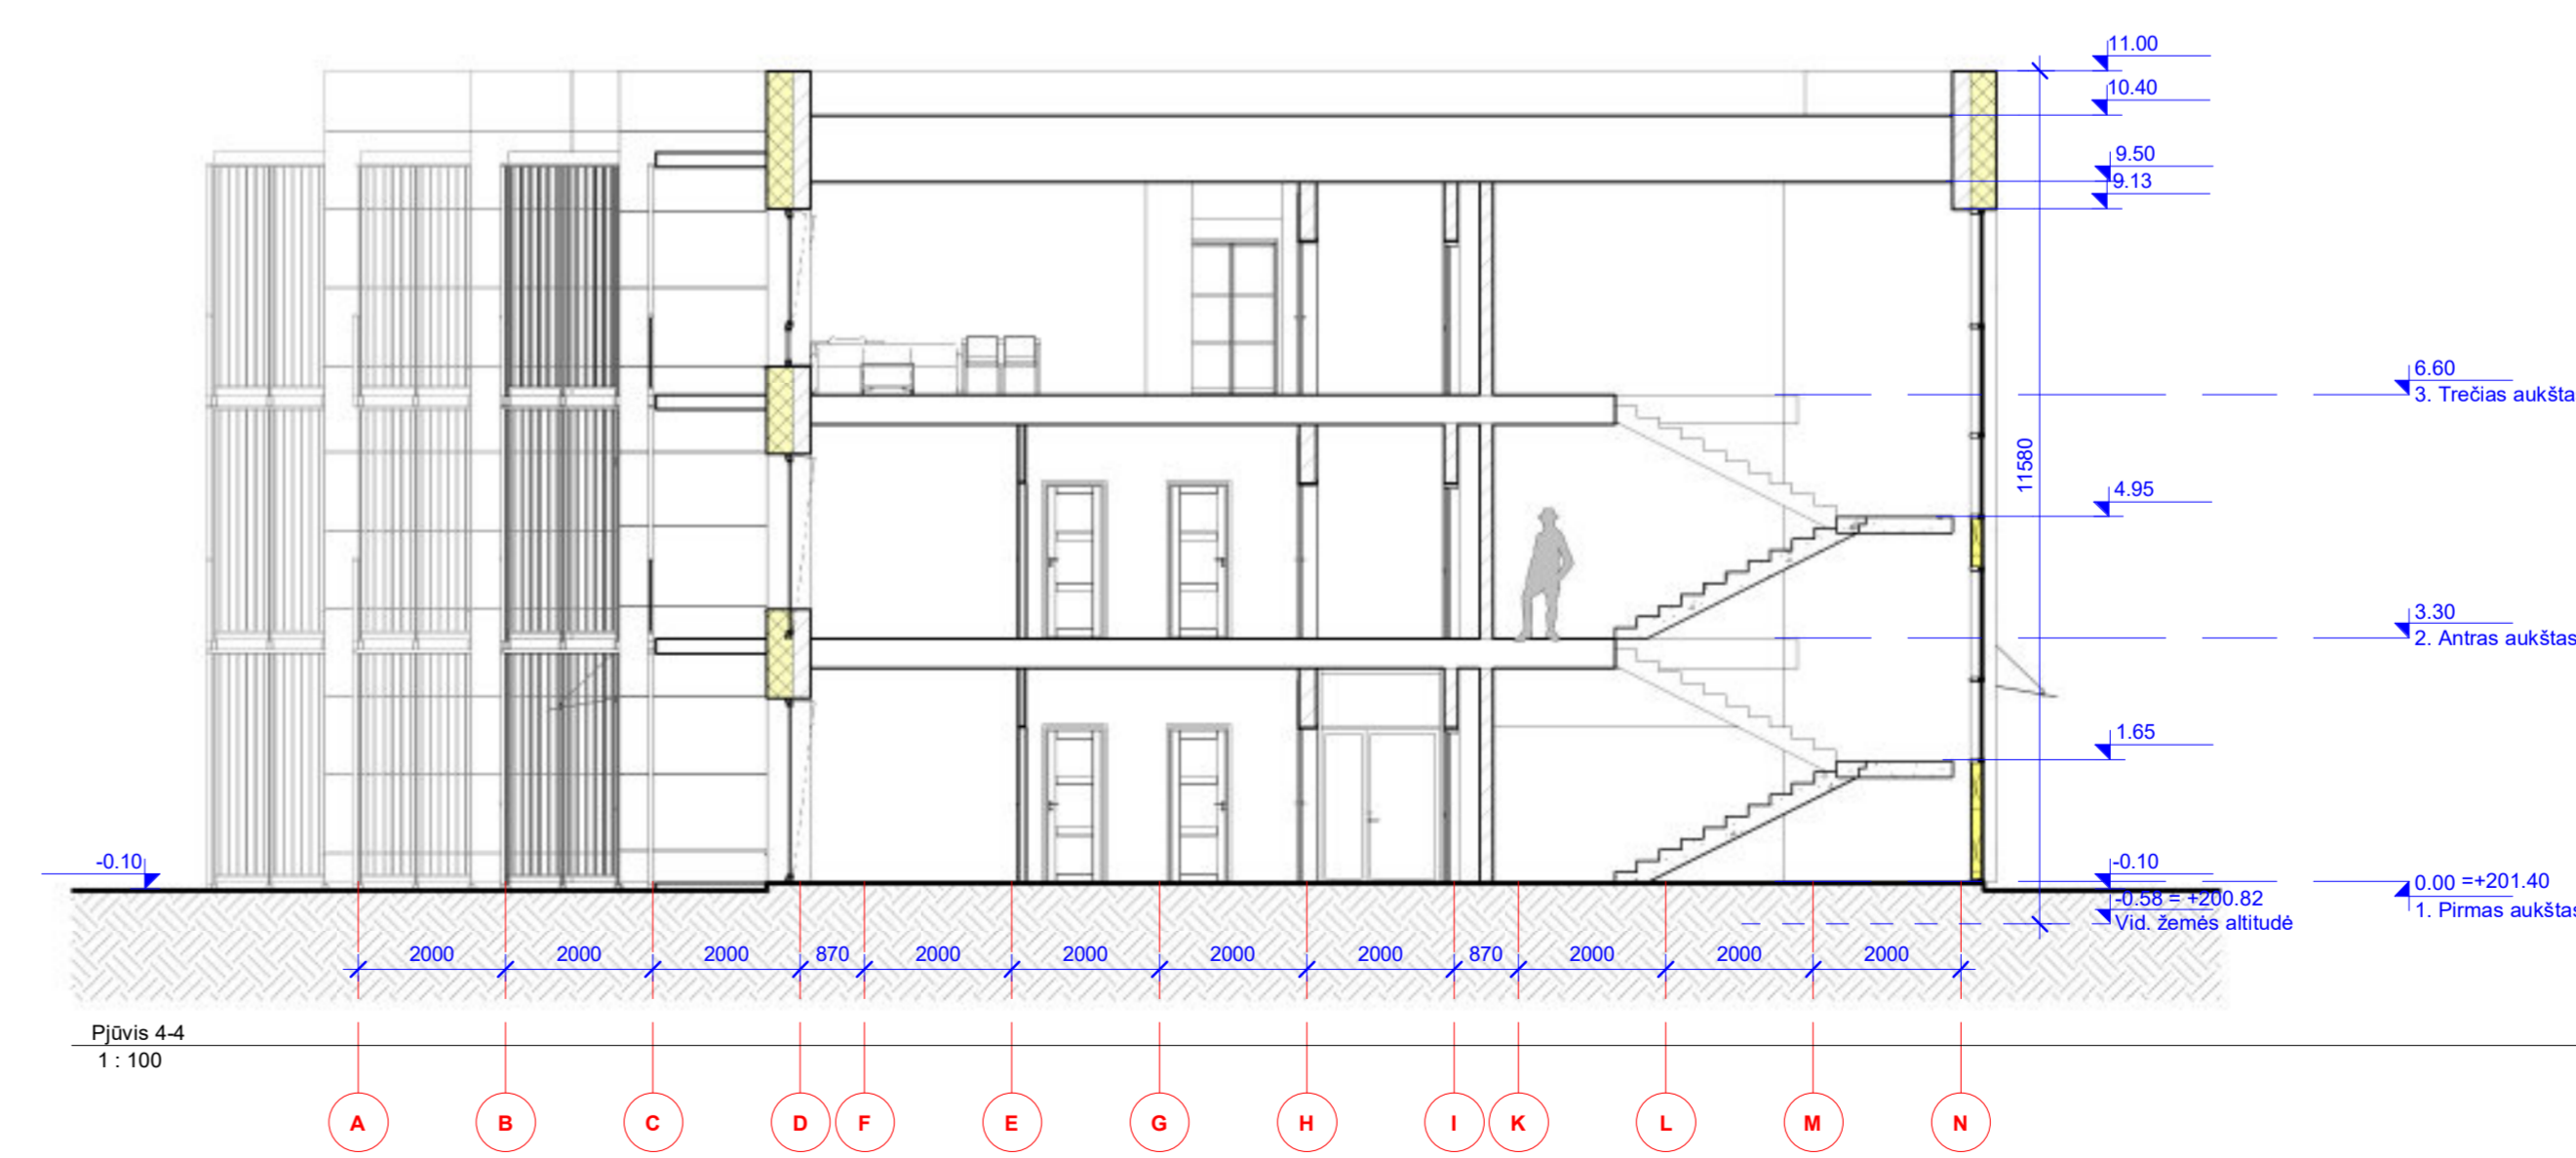 11.00
10.40
9.50
9.13
6.60
3. Trečias aukšta
11580
4.95
3.30
2. Antras aukštas
1.65
-0.10
-0.10
0.00 =+201.40
-0.58 = +200.82
1. Pirmas aukštas
Vid. žemės altitudė
2000 2000 2000 870 2000 2000 2000 2000 870 2000 2000 2000
Pjūvis 4-4
1 : 100
A B C D F E G H I K L M N